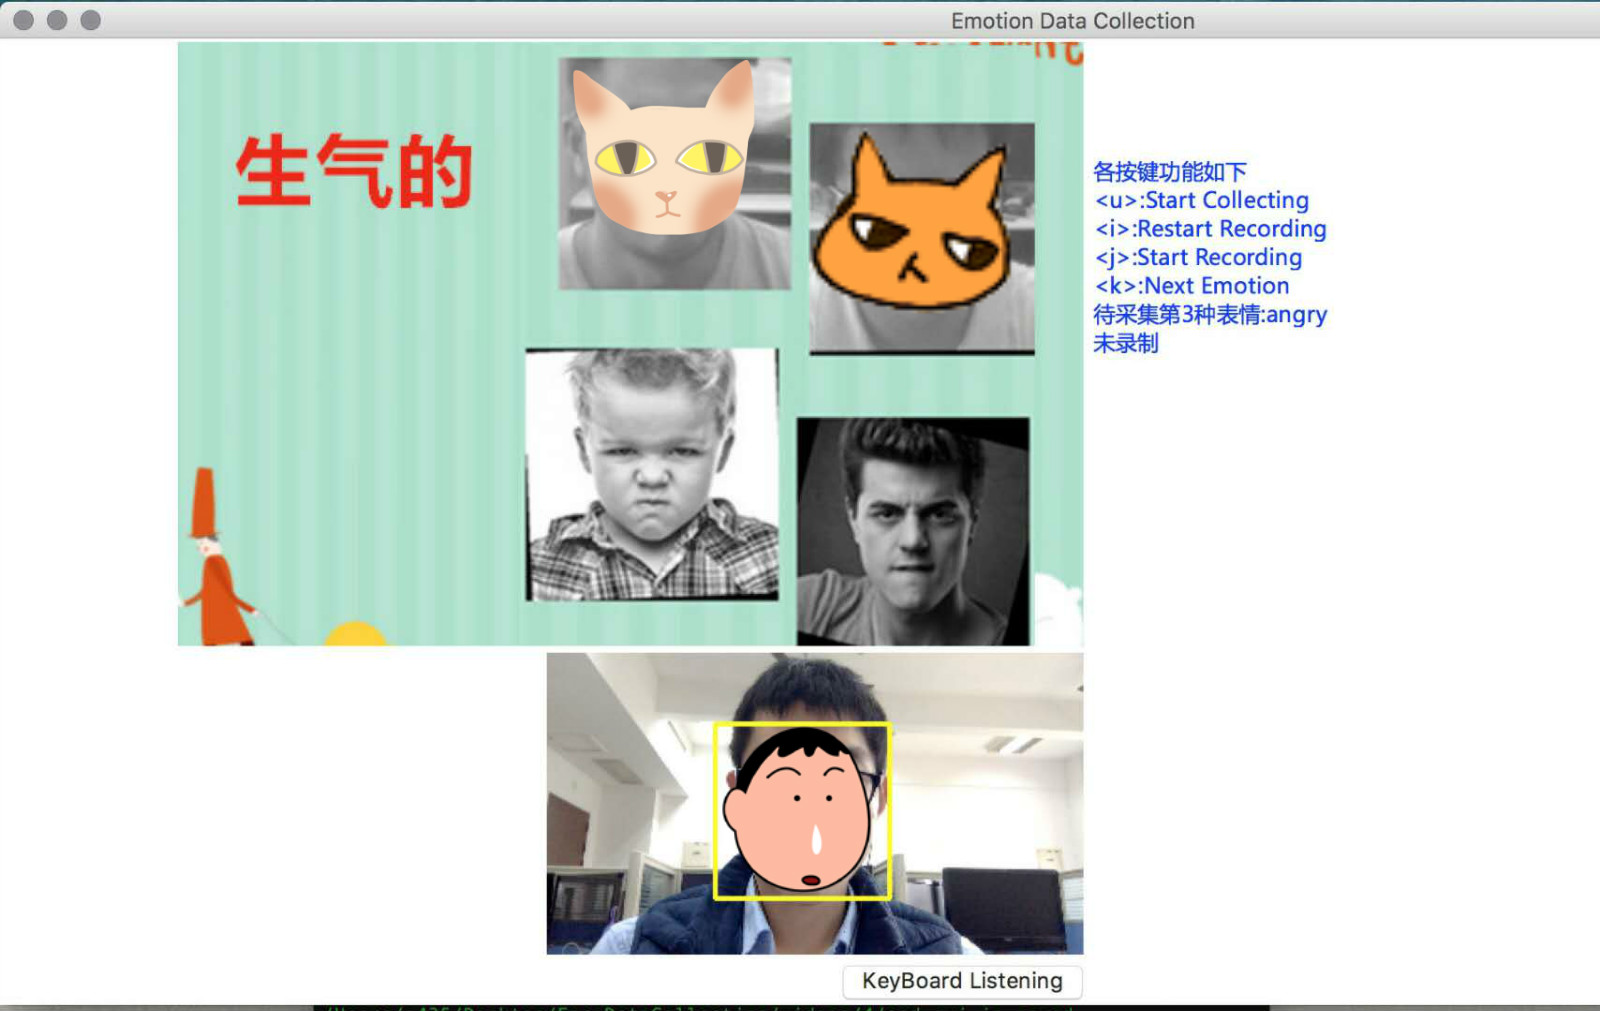 Emotion Data Collection
生气的
各按键功能如下
<u>:Start Collecting
<i>:Restart Recording
<j>:Start Recording
<k>:Next Emotion
待采集第3种表情:angry
未录制
KeyBoard Listening